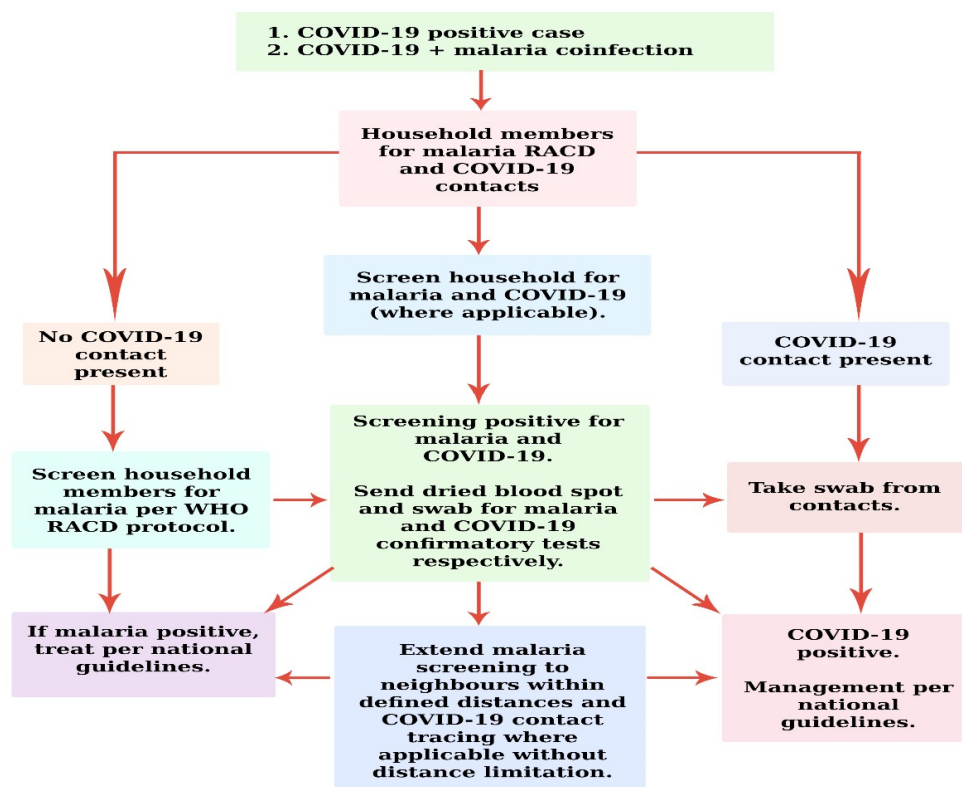 1. COVID-19 positive case
2. COVID-19 + malaria coinfection
Household members
for malaria RACD
and COVID-19
contacts
Screen household for
malaria and COVID-19
(where applicable).
No COVID-19
contact
present
COVID-19
contact present
Screening positive for
malaria and
COVID-19.
Send dried blood spot
and swab for malaria
and COVID-19
confirmatory tests
respectively.
Screen household
members for
malaria per WHO
RACD protocol.
Take swab from
contacts.
If malaria positive,
treat per national
guidelines.
Extend malaria
screening to
neighbours within
defined distances and
COVID-19 contact
tracing where
applicable without
distance limitation.
COVID-19
positive.
Management per
national
guidelines.